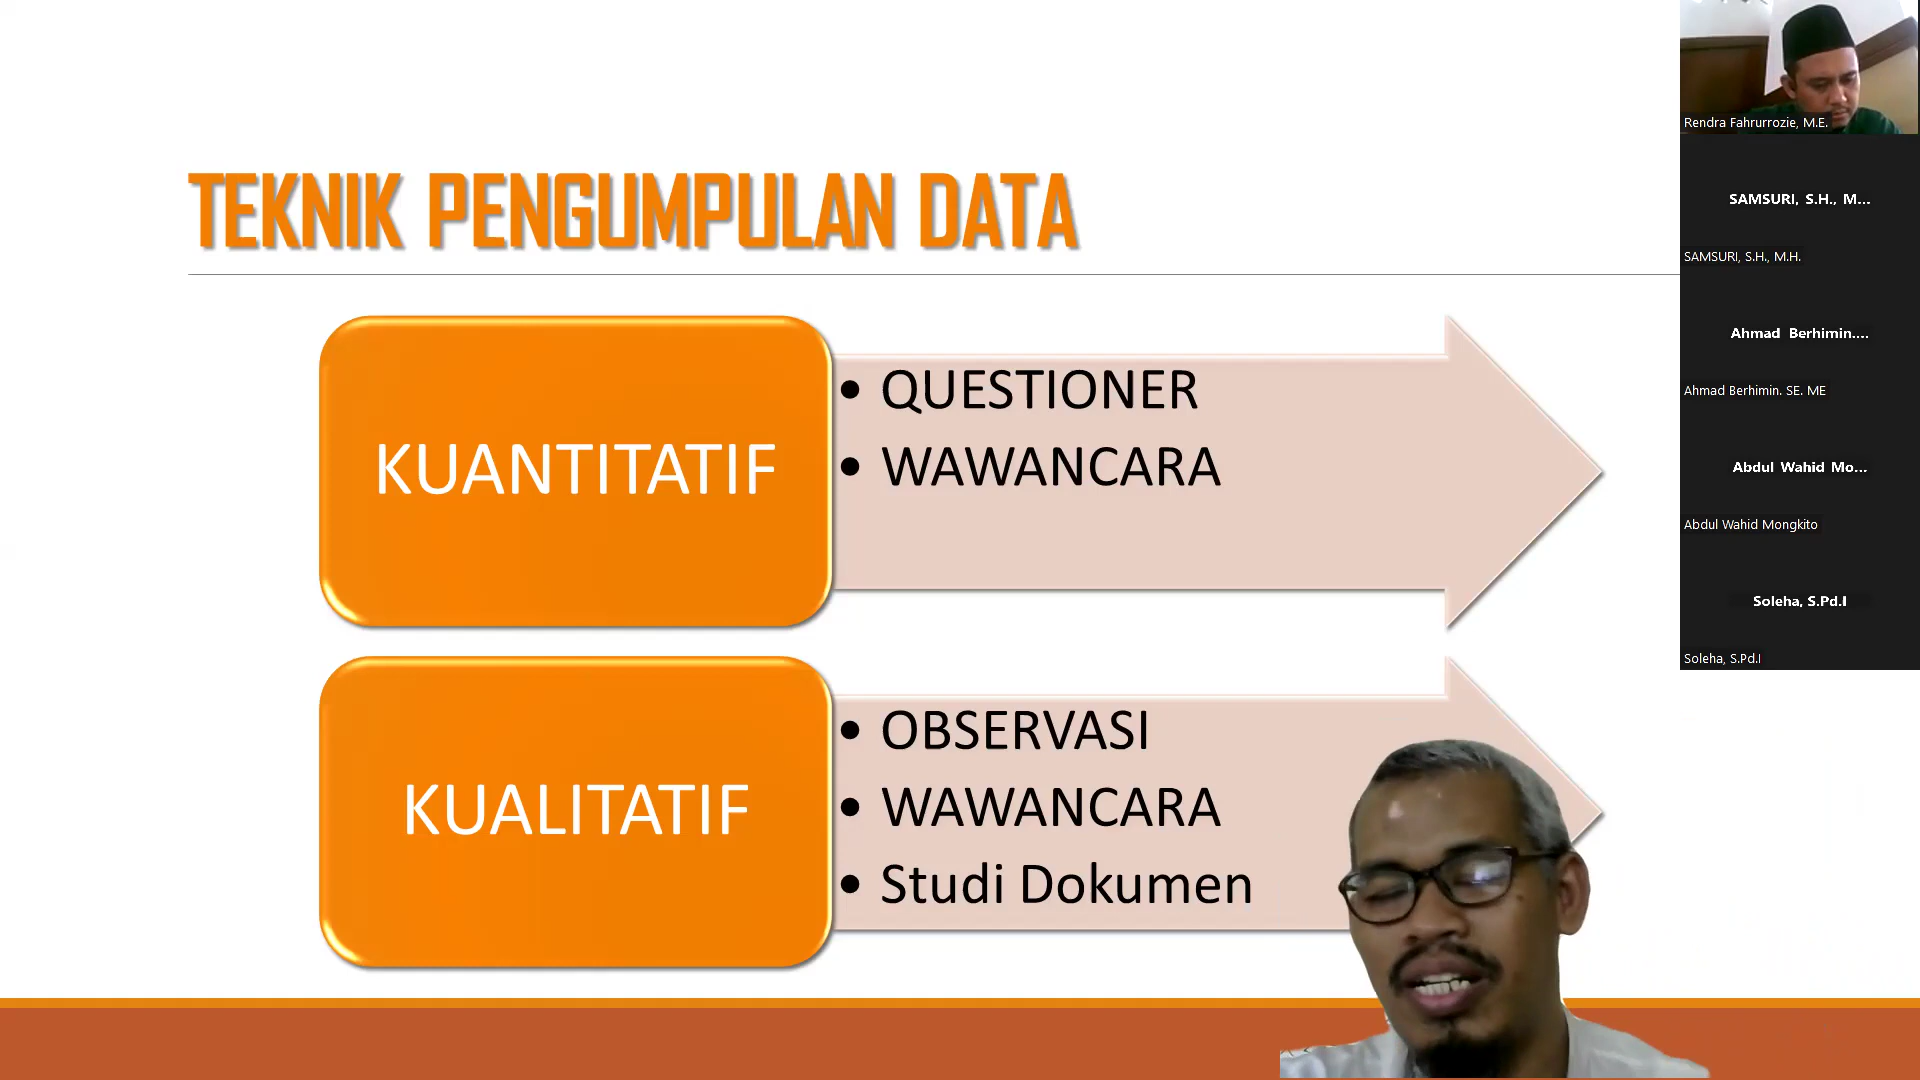 TEKNIK PENGUMPULAN DATA
KUANTITATIF
• QUESTIONER
• WAWANCARA
KUALITATIF
• OBSERVASI
• WAWANCARA
• Studi Dokumen
Rendra Fahrurrozie, M.E.
SAMSURI, S.H., M...
SAMSURI, S.H., M.H.
Ahmad Berhimin....
Ahmad Berhimin. SE. ME
Abdul Wahid Mo...
Abdul Wahid Mongkito
Soleha, S.Pd.I
Soleha, S.Pd.I